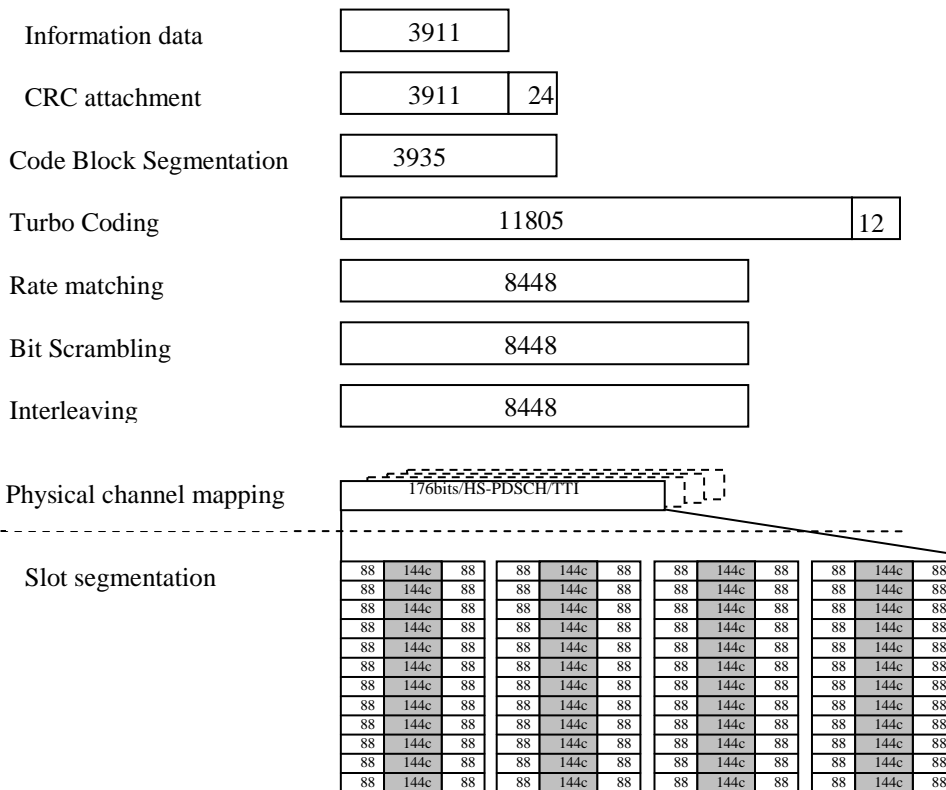 Information data 3911
CRC attachment 3911 24
Code Block Segmentation 3935
Turbo Coding 11805 12
Rate matching 8448
Bit Scrambling 8448
Interleaving 8448
Physical channel mapping 176bits/HS-PDSCH/TTI
Slot segmentation
88 144c 88 88 144c 88 88 144c 88 88 144c 88
88 144c 88 88 144c 88 88 144c 88 88 144c 88
88 144c 88 88 144c 88 88 144c 88 88 144c 88
88 144c 88 88 144c 88 88 144c 88 88 144c 88
88 144c 88 88 144c 88 88 144c 88 88 144c 88
88 144c 88 88 144c 88 88 144c 88 88 144c 88
88 144c 88 88 144c 88 88 144c 88 88 144c 88
88 144c 88 88 144c 88 88 144c 88 88 144c 88
88 144c 88 88 144c 88 88 144c 88 88 144c 88
88 144c 88 88 144c 88 88 144c 88 88 144c 88
88 144c 88 88 144c 88 88 144c 88 88 144c 88
88 144c 88 88 144c 88 88 144c 88 88 144c 88